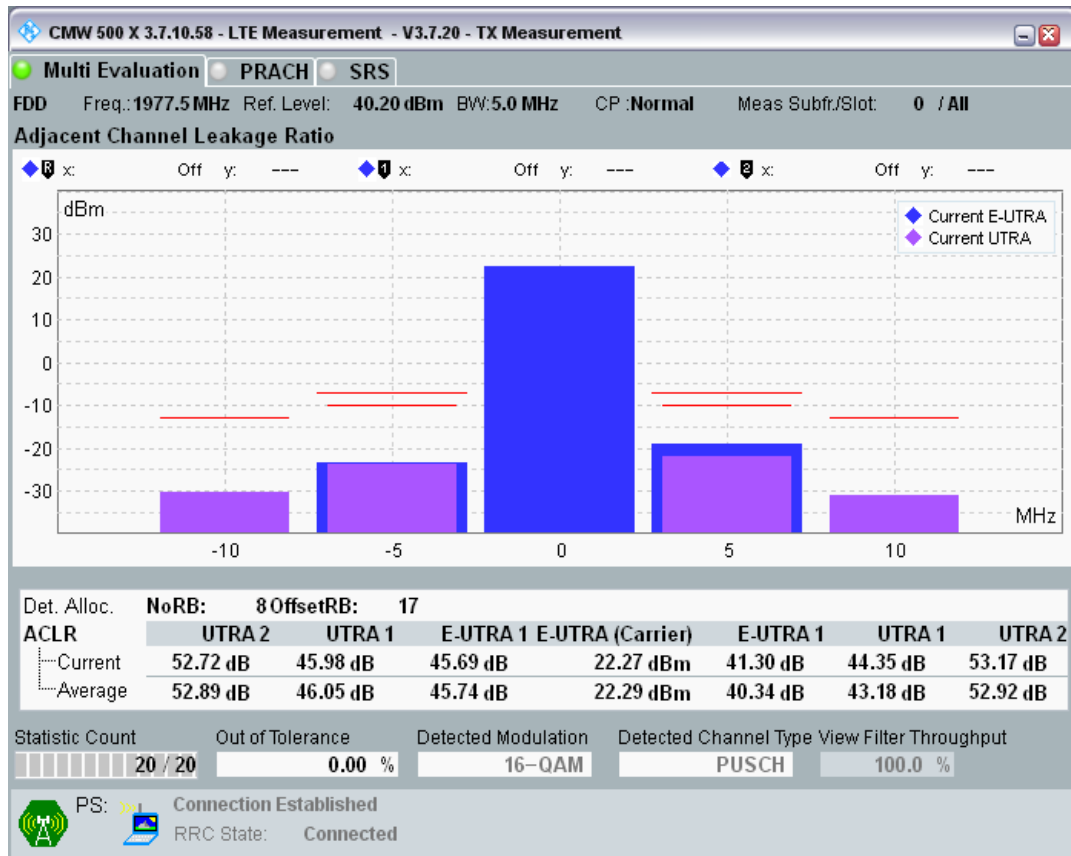 CMW 500 X 3.7.10.58 - LTE Measurement - V3.7.20 - TX Measurement
Multi Evaluation PRACH SRS
FDD Freq.:1977.5 MHz Ref. Level: 40.20 dBm BW:5.0 MHz CP :Normal Meas Subfr./Slot: 0 / All
Adjacent Channel Leakage Ratio
R x: Off y: --- 1 x: Off y: --- 2 x: Off y: ---
dBm
Current E-UTRA
Current UTRA
30
20
10
0
-10
-20
-30
MHz
-10 -5 0 5 10
Det. Alloc. NoRB: 8 OffsetRB: 17
ACLR UTRA 2 UTRA 1 E-UTRA 1 E-UTRA (Carrier) E-UTRA 1 UTRA 1 UTRA 2
Current 52.72 dB 45.98 dB 45.69 dB 22.27 dBm 41.30 dB 44.35 dB 53.17 dB
Average 52.89 dB 46.05 dB 45.74 dB 22.29 dBm 40.34 dB 43.18 dB 52.92 dB
Statistic Count Out of Tolerance Detected Modulation Detected Channel Type View Filter Throughput
20 / 20 0.00 % 16-QAM PUSCH 100.0 %
PS: Connection Established
RRC State: Connected